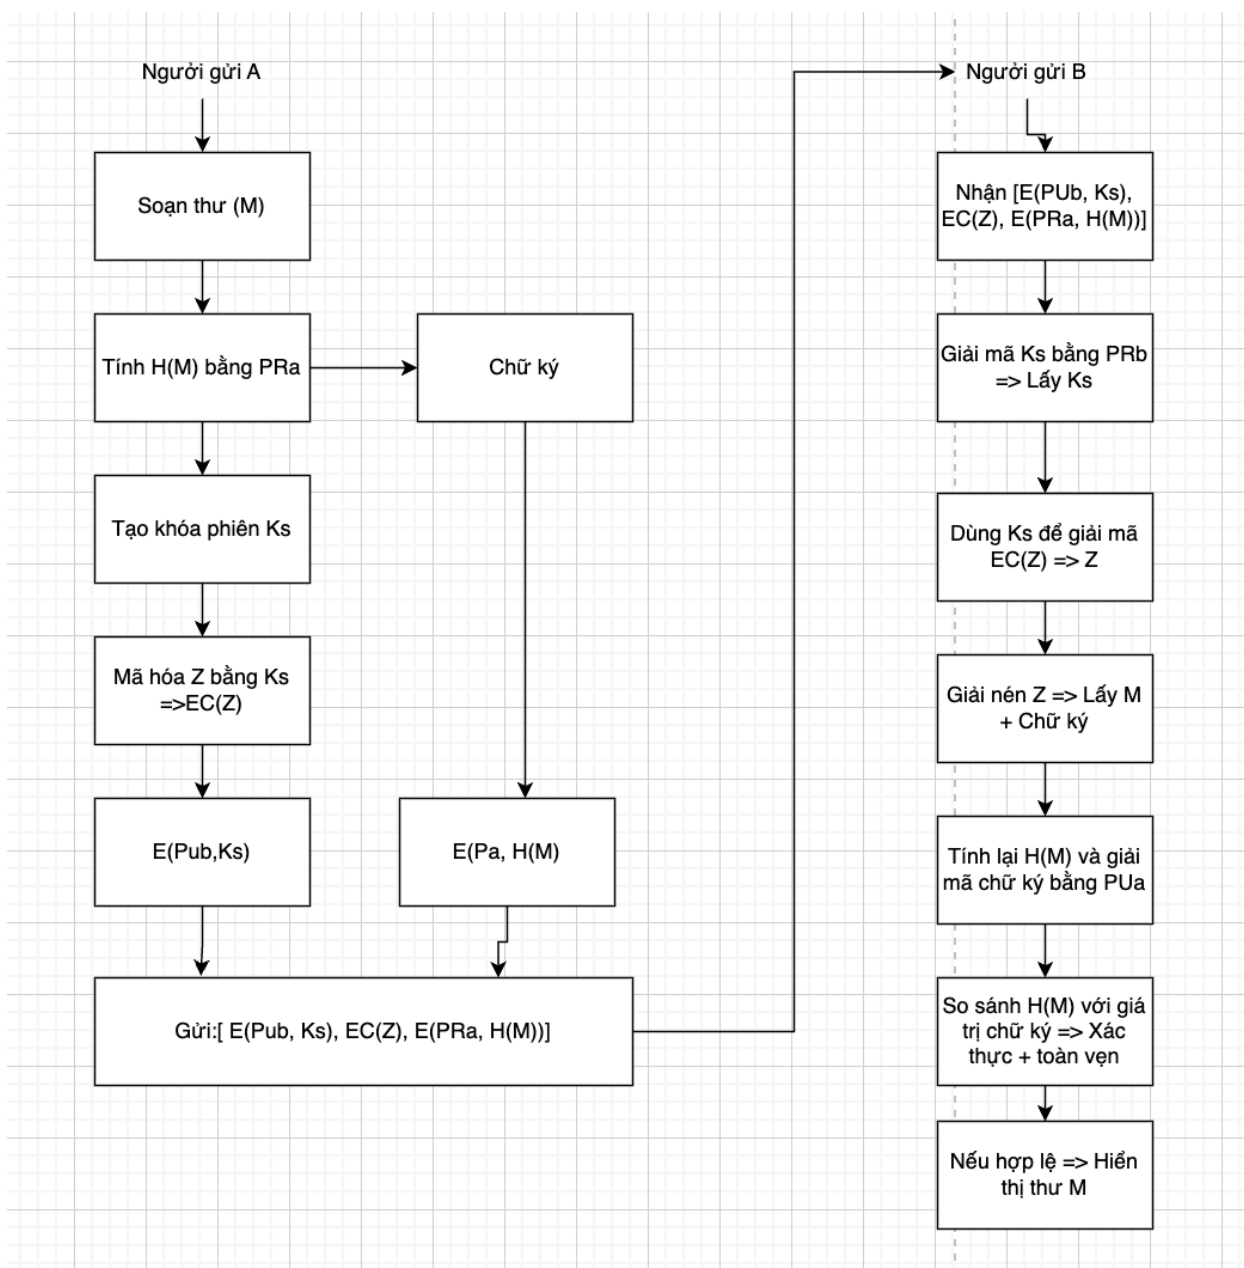 Người gửi A
Soạn thư (M)
Tính H(M) bằng PRa
Chữ ký
Tạo khóa phiên Ks
Mã hóa Z bằng Ks
=>EC(Z)
E(Pub,Ks)
E(Pa, H(M)
Gửi:[ E(Pub, Ks), EC(Z), E(PRa, H(M))]
Người gửi B
Nhận [E(PUb, Ks),
EC(Z), E(PRa, H(M))]
Giải mã Ks bằng PRb
=> Lấy Ks
Dùng Ks để giải mã
EC(Z) => Z
Giải nén Z => Lấy M
+ Chữ ký
Tính lại H(M) và giải
mã chữ ký bằng PUa
So sánh H(M) với giá
trị chữ ký => Xác
thực + toàn vẹn
Nếu hợp lệ => Hiển
thị thư M